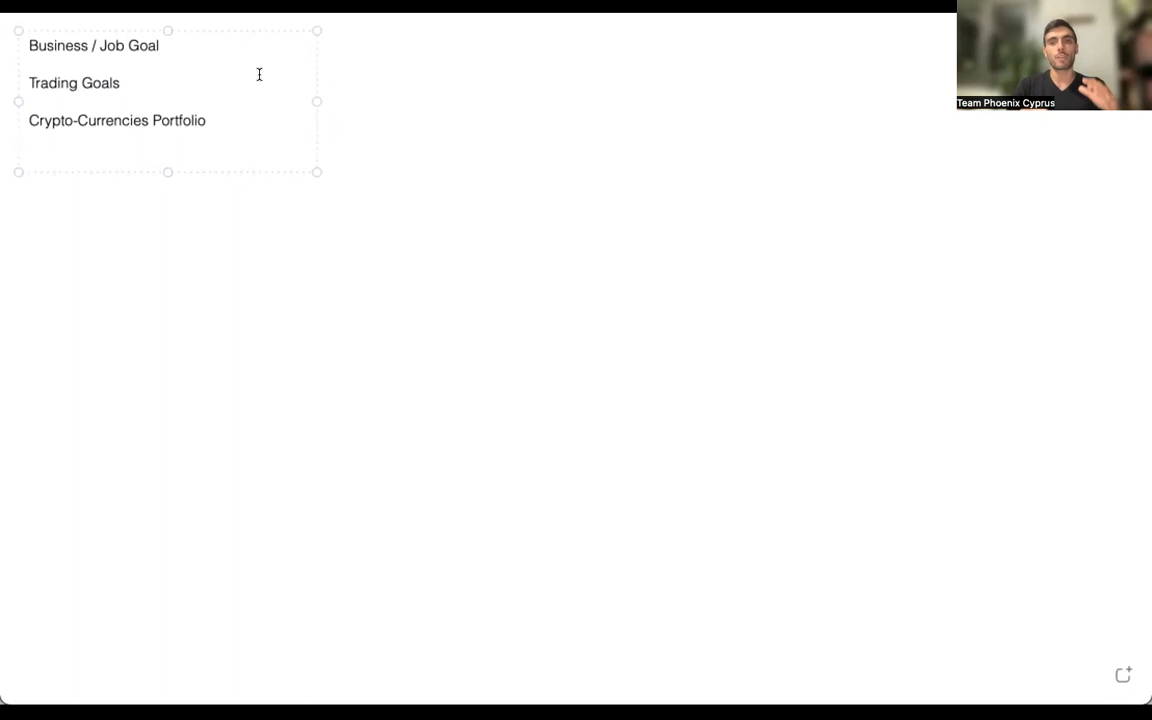 Business / Job Goal
Trading Goals
Crypto-Currencies Portfolio
Team Phoenix Cyprus